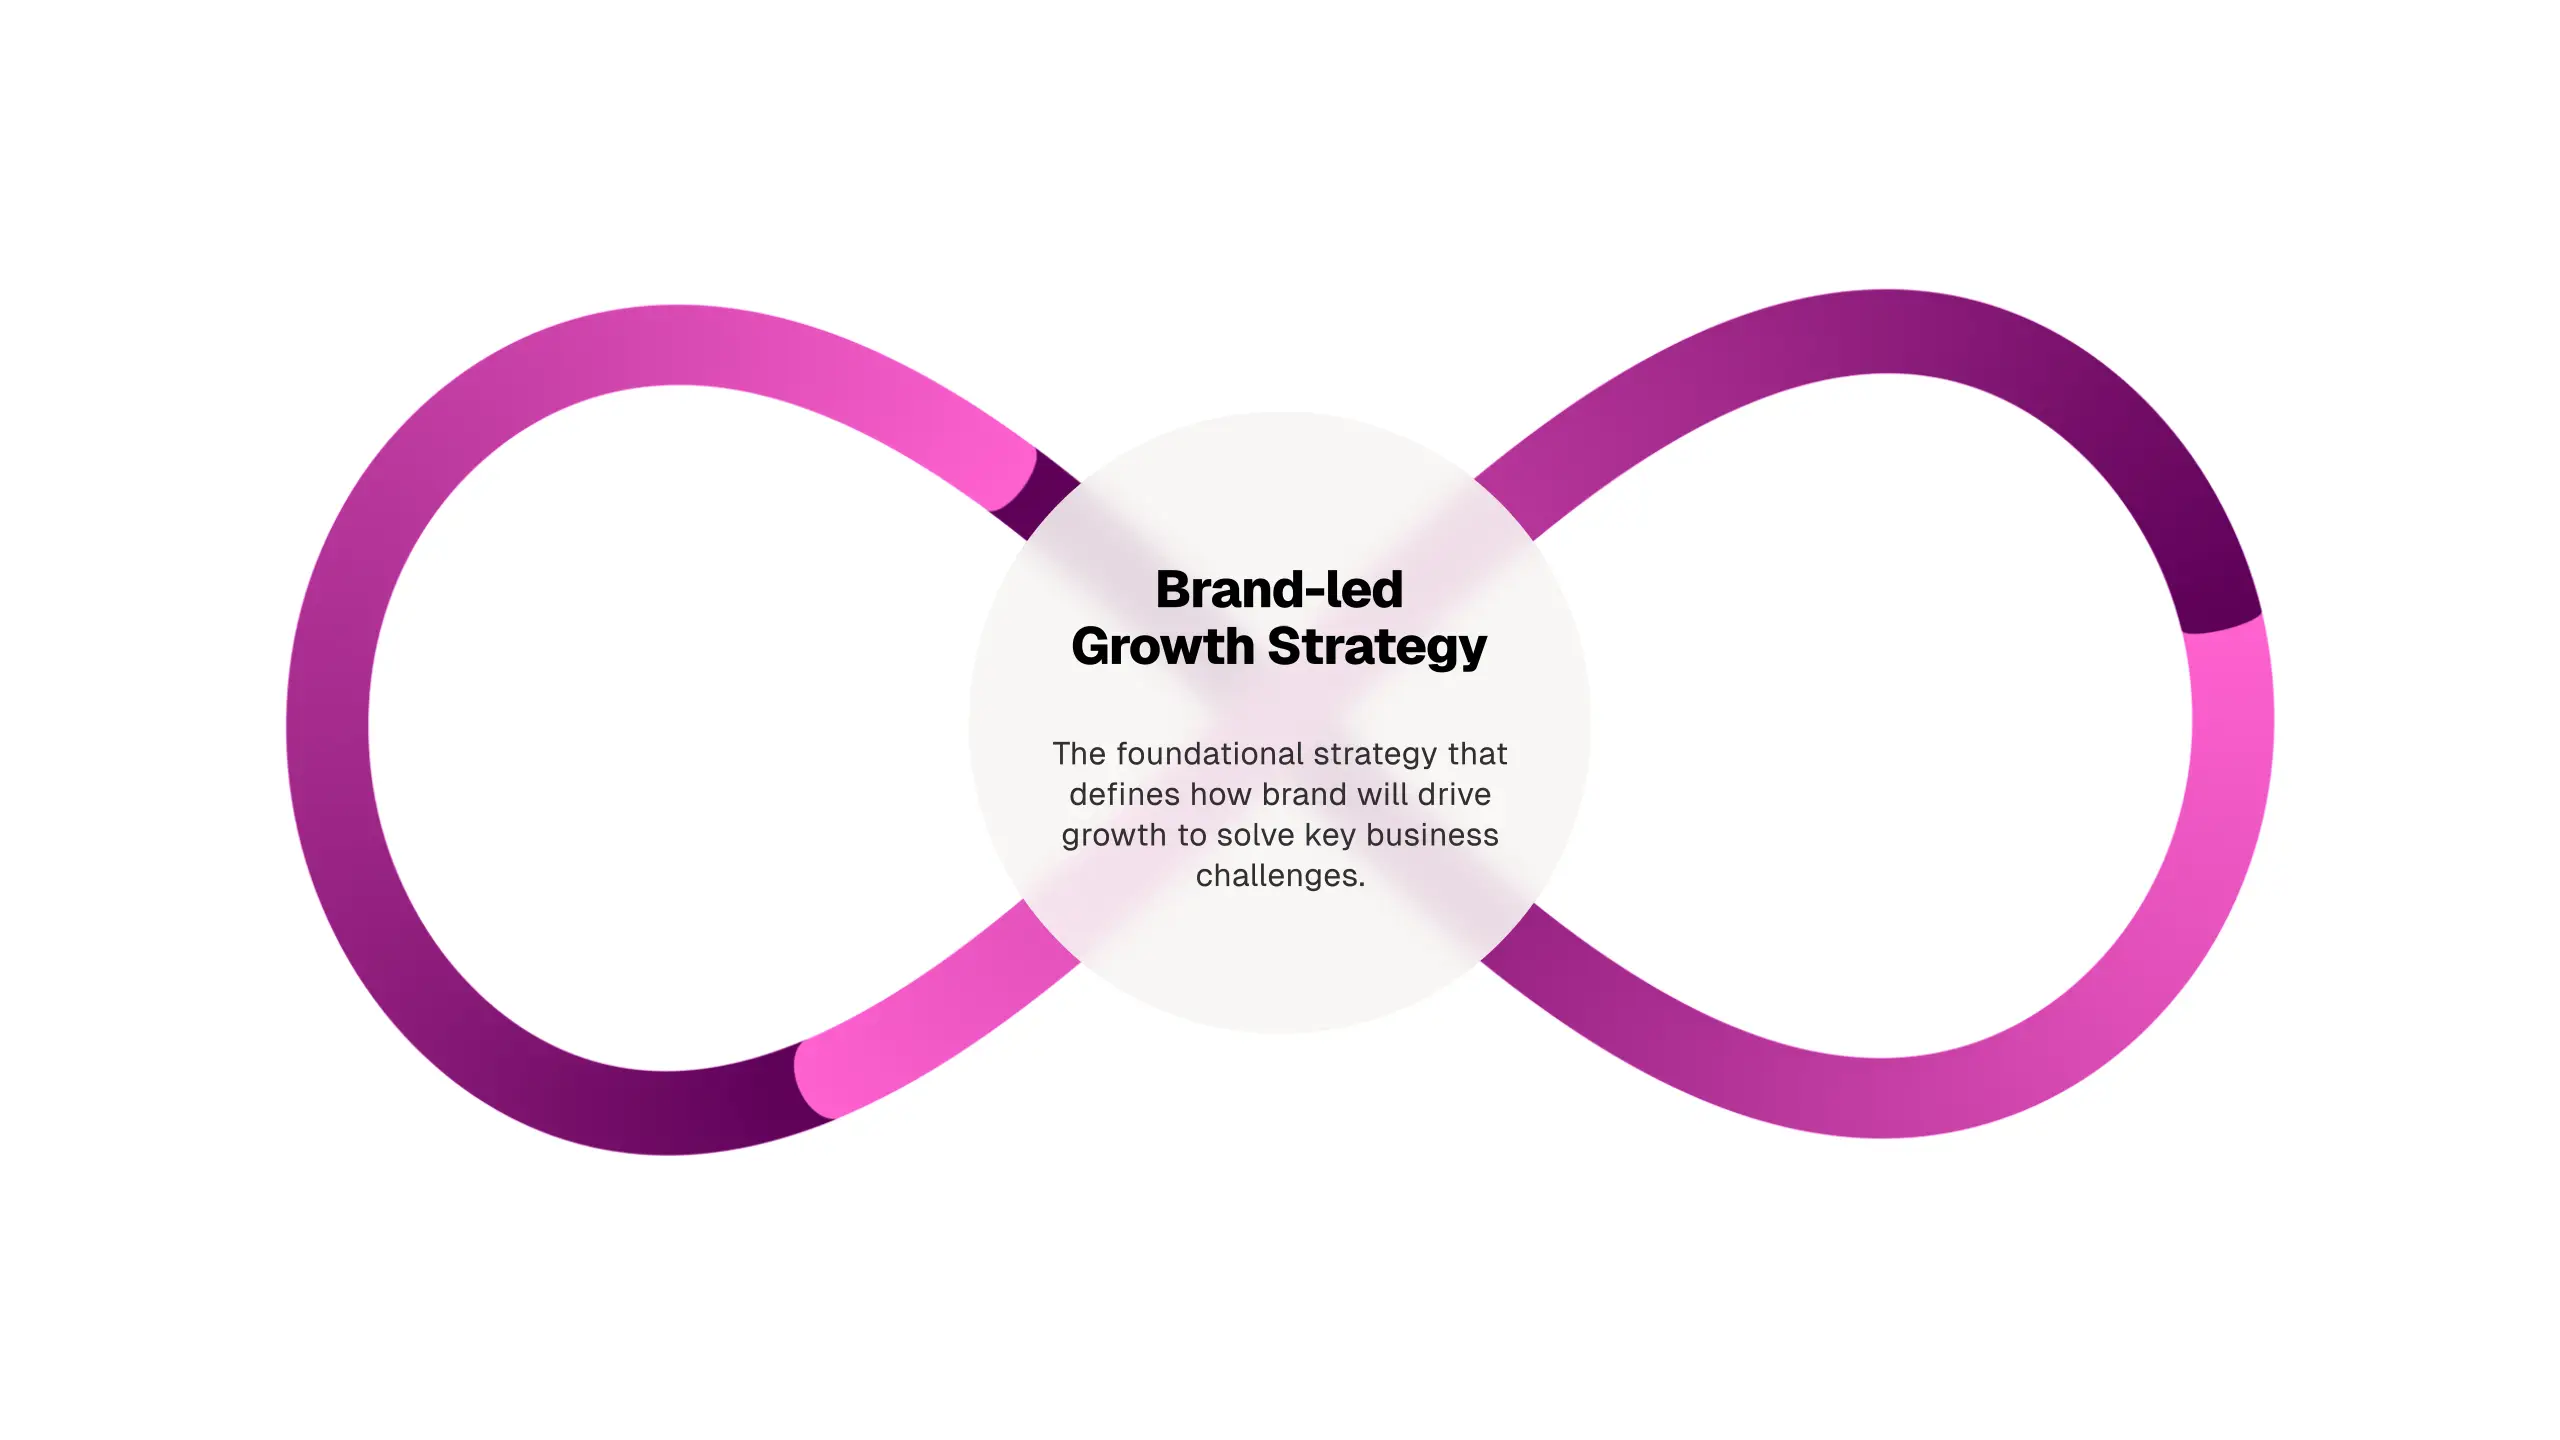 Brand-led
Growth Strategy
The foundational strategy that
defines how brand will drive
growth to solve key business
challenges.